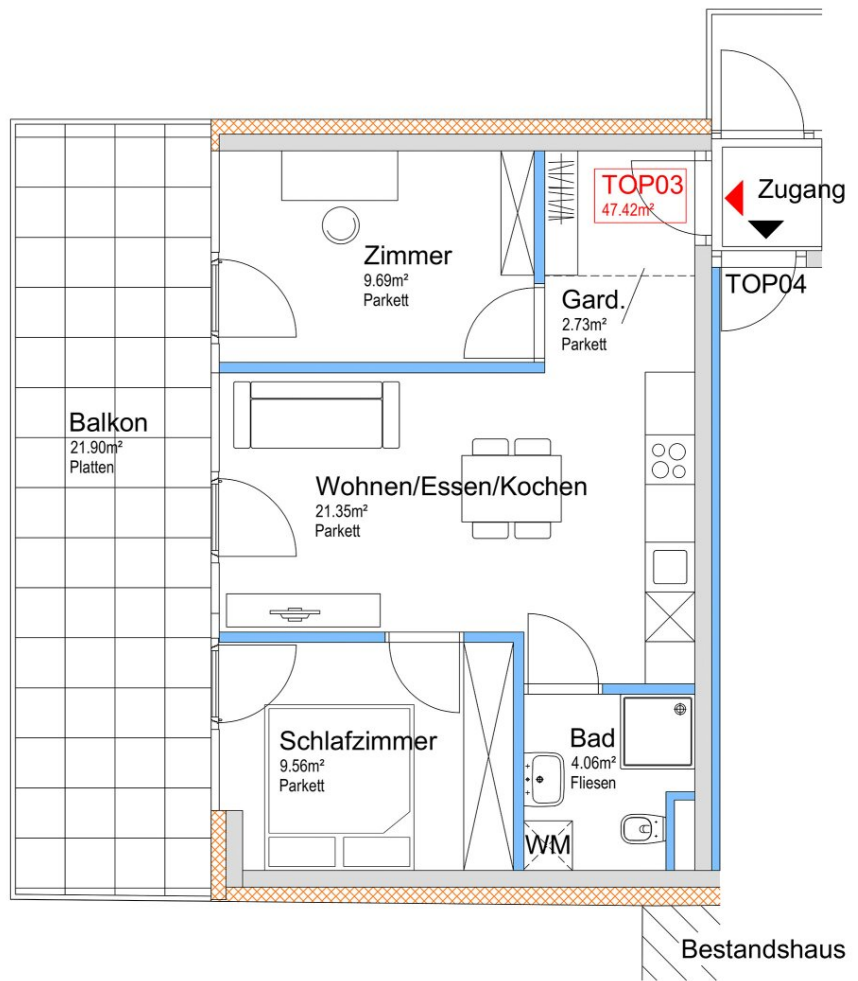 TOP03
47.42m²
Zugang
Zimmer
9.69m²
Parkett
TOP04
Gard.
2.73m²
Parkett
Balkon
21.90m²
Platten
Wohnen/Essen/Kochen
21.35m²
Parkett
Schlafzimmer
9.56m²
Parkett
Bad
4.06m²
Fliesen
WM
Bestandshaus